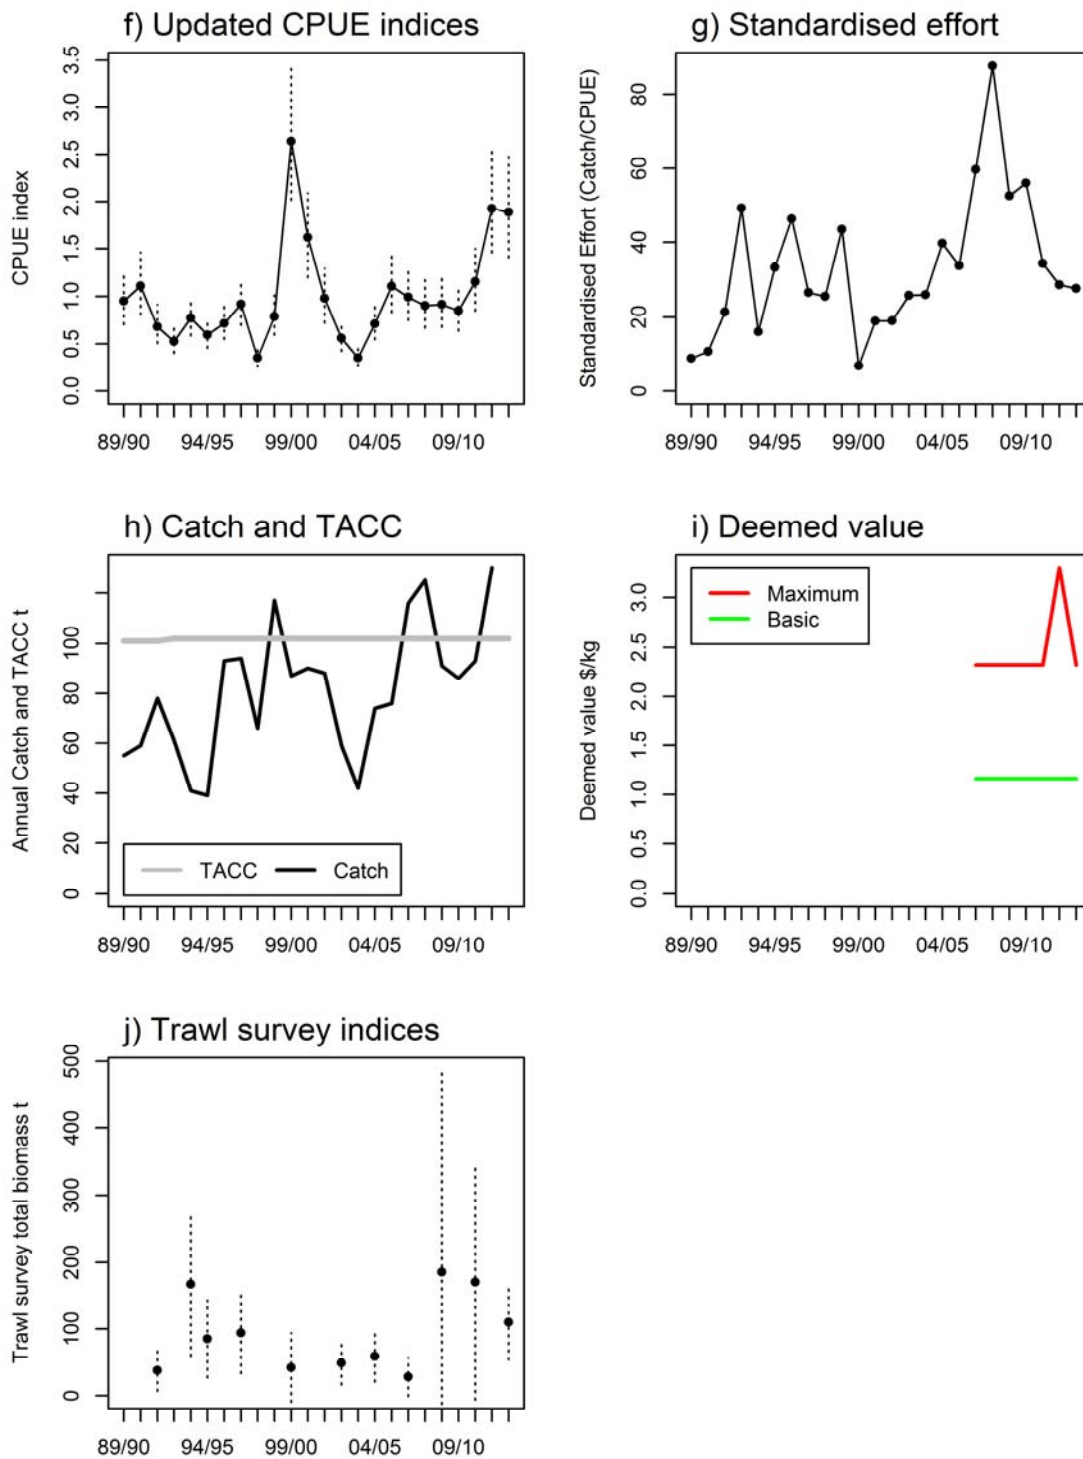 f) Updated CPUE indices
CPUE index
0.0 0.5 1.0 1.5 2.0 2.5 3.0 3.5
89/90 94/95 99/00 04/05 09/10
g) Standardised effort
Standardised Effort (Catch/CPUE)
0 20 40 60 80
89/90 94/95 99/00 04/05 09/10
h) Catch and TACC
Annual Catch and TACC t
0 20 40 60 80 100
TACC Catch
89/90 94/95 99/00 04/05 09/10
i) Deemed value
Deemed value $/kg
0.0 0.5 1.0 1.5 2.0 2.5 3.0
Maximum
Basic
89/90 94/95 99/00 04/05 09/10
j) Trawl survey indices
Trawl survey total biomass t
0 100 200 300 400 500
89/90 94/95 99/00 04/05 09/10